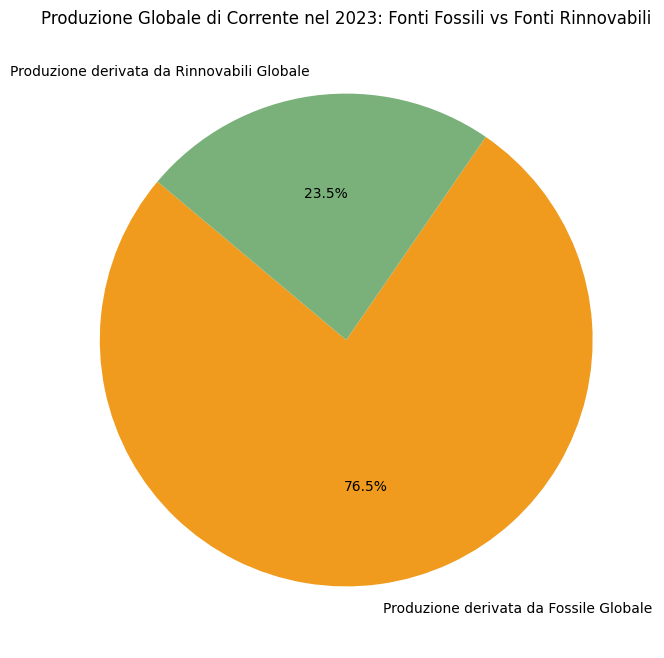 Produzione Globale di Corrente nel 2023: Fonti Fossili vs Fonti Rinnovabili
Produzione derivata da Rinnovabili Globale
23.5%
76.5%
Produzione derivata da Fossile Globale